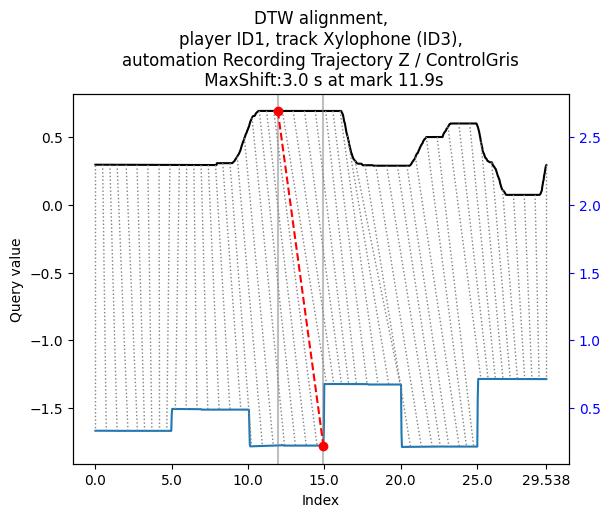 DTW alignment,
player ID1, track Xylophone (ID3),
automation Recording Trajectory Z / ControlGris
MaxShift:3.0 s at mark 11.9s
Query value
0.5
0.0
−0.5
−1.0
−1.5
2.5
2.0
1.5
1.0
0.5
0.0
5.0
10.0
15.0
20.0
25.0
29.538
Index